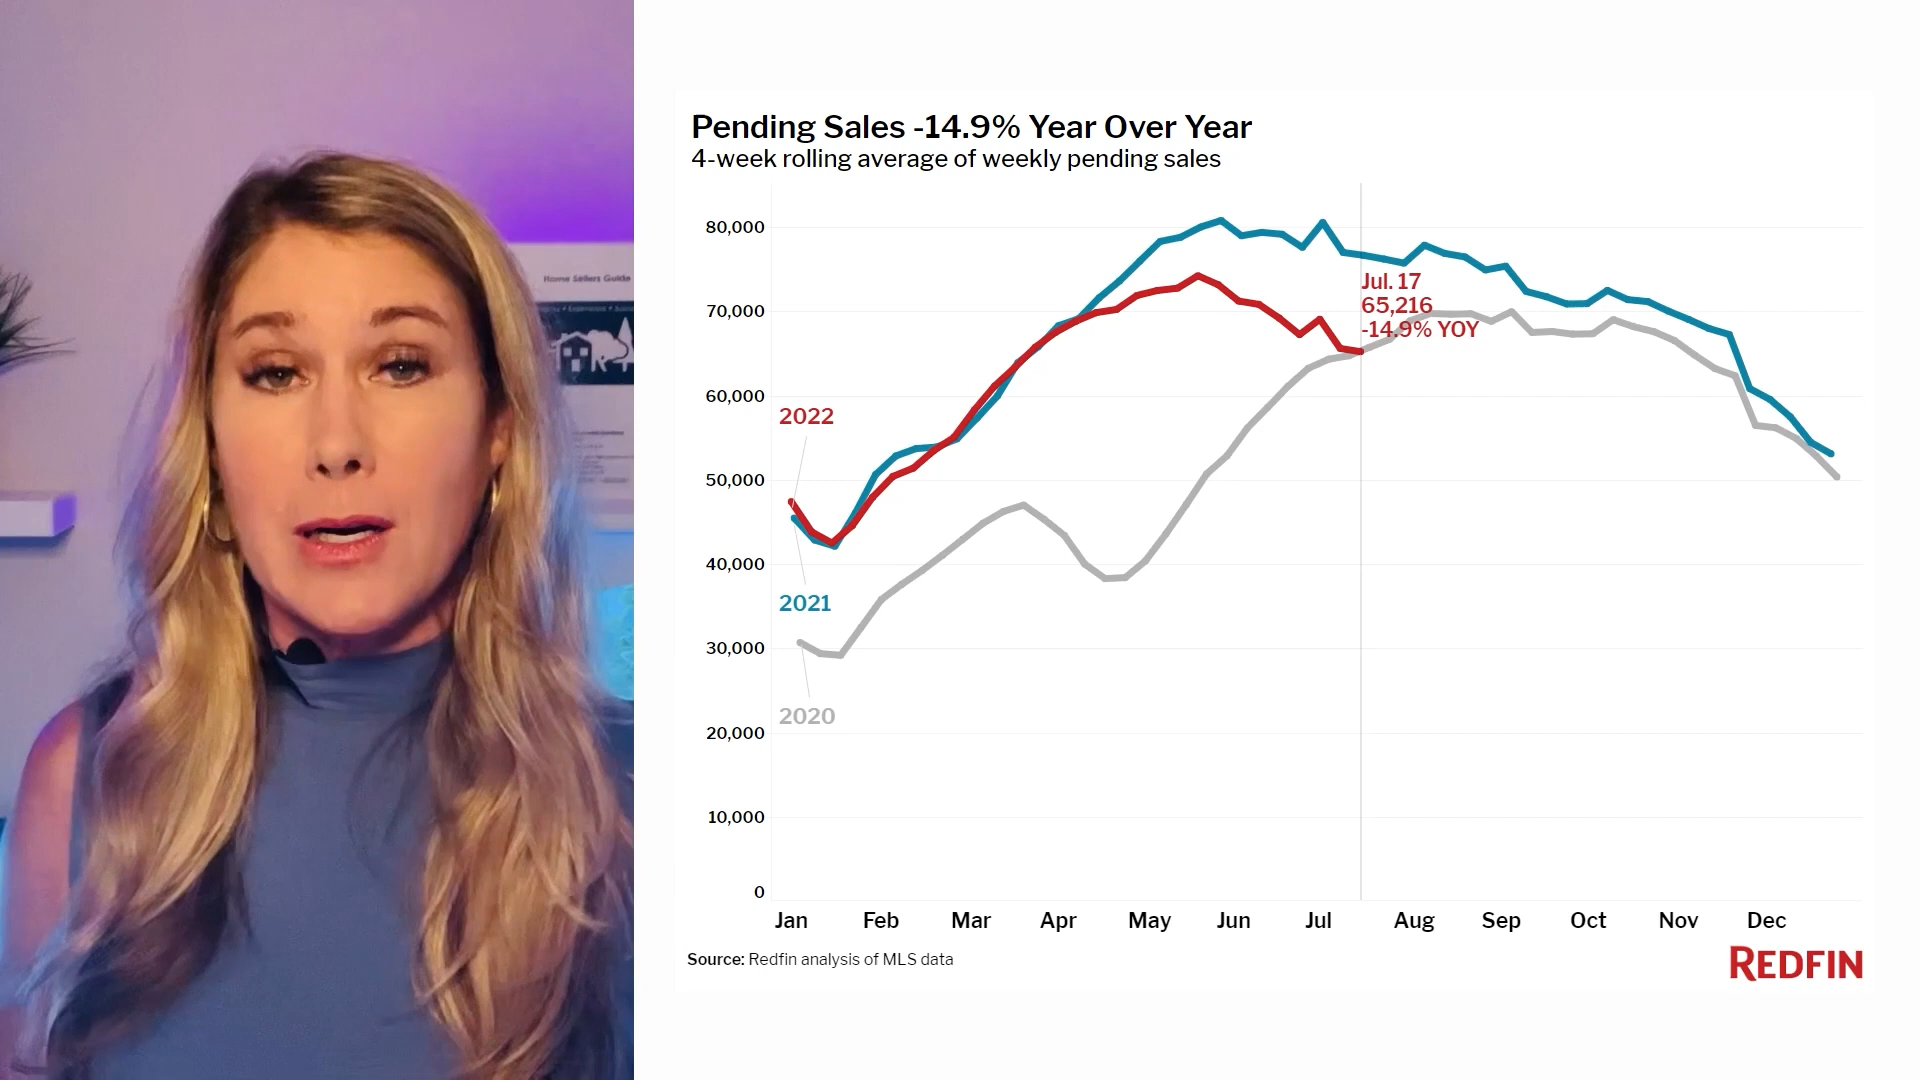 Home Sellers Guide
Pending Sales -14.9% Year Over Year
4-week rolling average of weekly pending sales
80,000
70,000
60,000
50,000
40,000
30,000
20,000
10,000
0
Jul. 17
65,216
-14.9% YOY
2022
2021
2020
Jan Feb Mar Apr May Jun Jul Aug Sep Oct Nov Dec
Source: Redfin analysis of MLS data
REDFIN